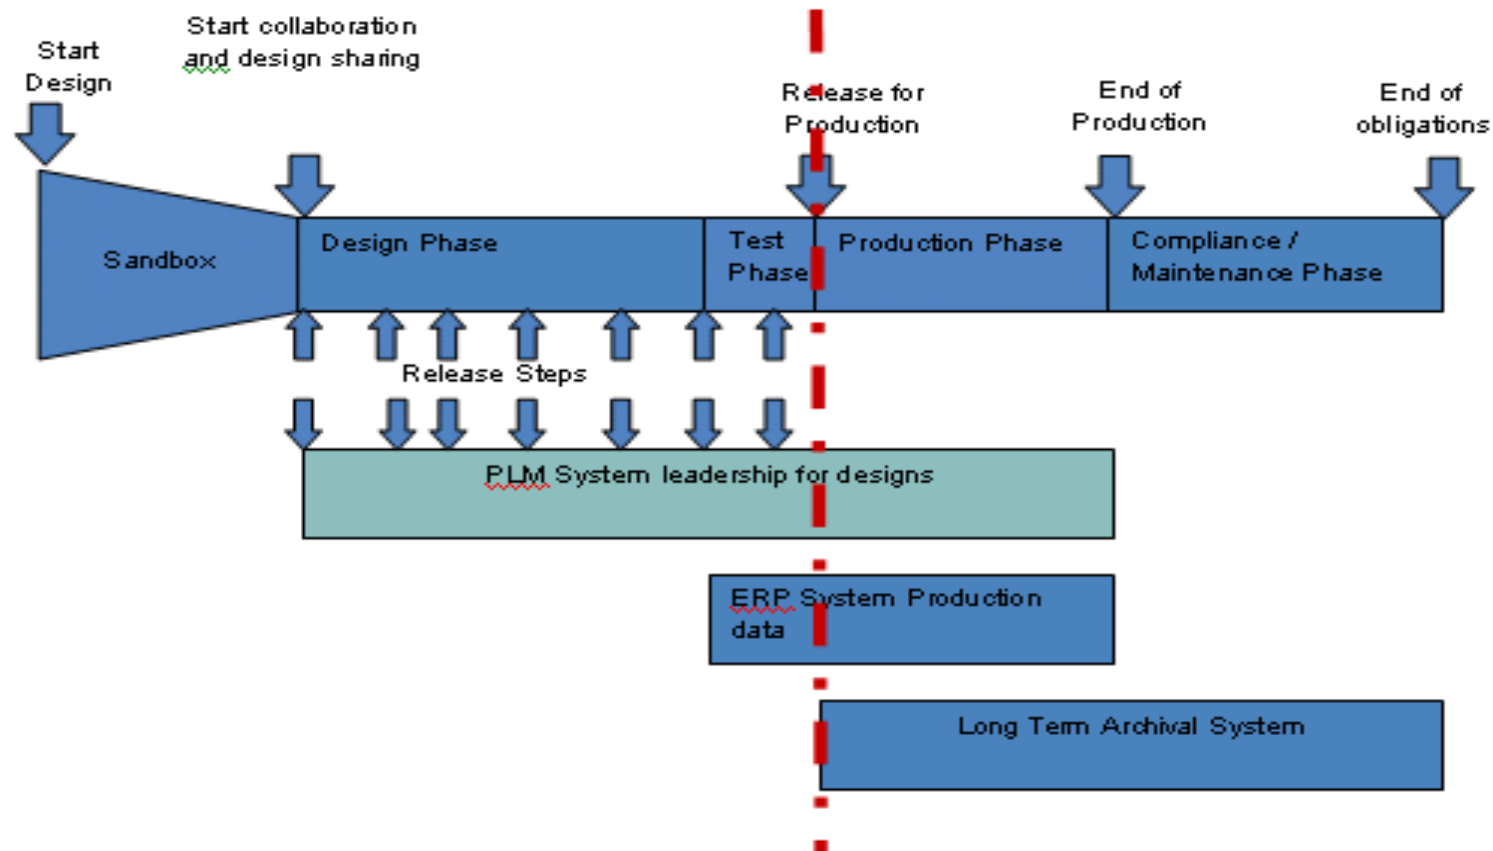 Start
Design
Start collaboration
and design sharing
Release for
Production
End of
Production
End of
obligations
Sandbox
Design Phase
Test
Phase
Production Phase
Compliance /
Maintenance Phase
Release Steps
PLM System leadership for designs
ERP System Production
data
Long Term Archival System